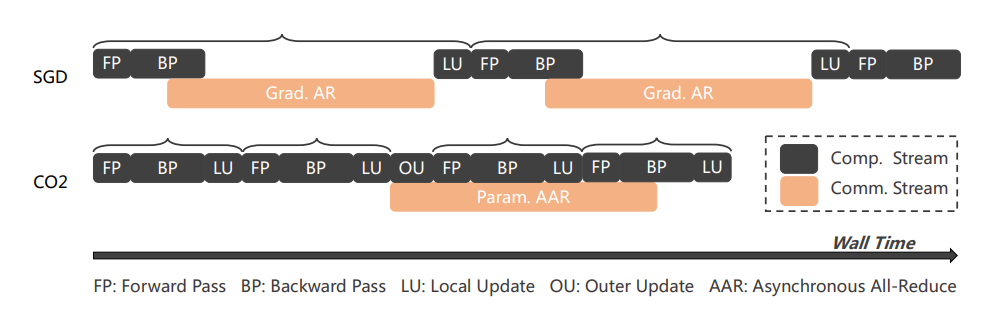 FP BP LU FP BP LU FP BP
SGD
Grad. AR Grad. AR
FP BP LU FP BP LU OU FP BP LU FP BP LU
CO2
Param. AAR
Comp. Stream
Comm. Stream
Wall Time
FP: Forward Pass BP: Backward Pass LU: Local Update OU: Outer Update AAR: Asynchronous All-Reduce